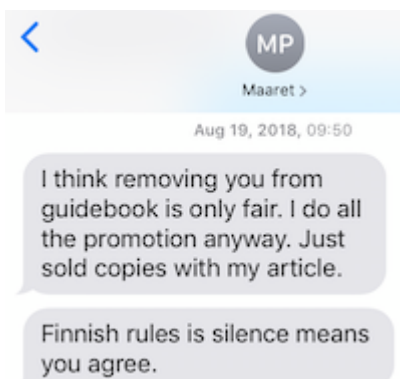 MP
Maaret >
Aug 19, 2018, 09:50
I think removing you from
guidebook is only fair. I do all
the promotion anyway. Just
sold copies with my article.
Finnish rules is silence means
you agree.